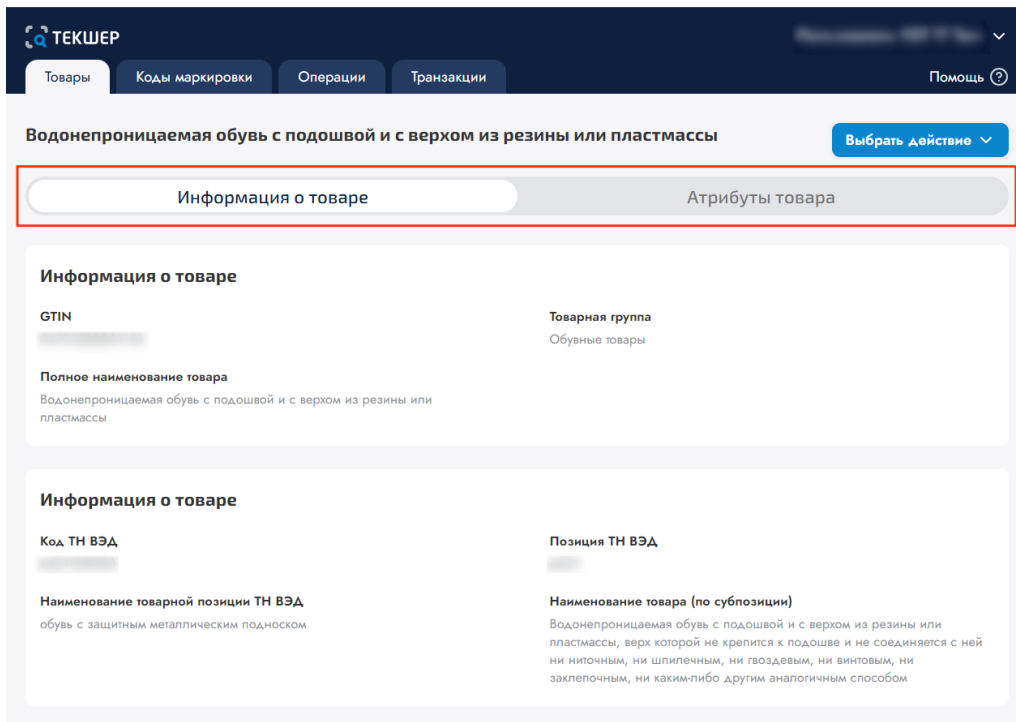 ТЕКШЕР
Товары
Коды маркировки
Операции
Транзакции
Помощь ?
Водонепроницаемая обувь с подошвой и с верхом из резины или пластмассы
Выбрать действие
Информация о товаре
Атрибуты товара
Информация о товаре
GTIN
Товарная группа
Обувные товары
Полное наименование товара
Водонепроницаемая обувь с подошвой и с верхом из резины или
пластмассы
Информация о товаре
Код ТН ВЭД
Позиция ТН ВЭД
Наименование товарной позиции ТН ВЭД
обувь с защитным металлическим подноском
Наименование товара (по субпозиции)
Водонепроницаемая обувь с подошвой и с верхом из резины или
пластмассы, верх которой не крепится к подошве и не соединяется с ней
ни ниточным, ни шпилечным, ни гвоздевым, ни винтовым, ни
заклепочным, ни каким-либо другим аналогичным способом